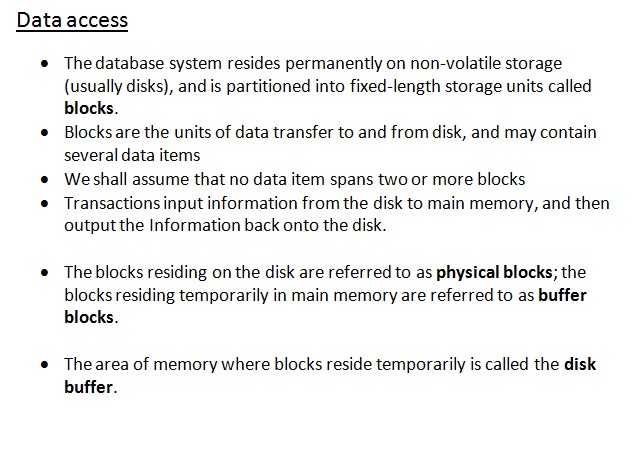 Data access
• The database system resides permanently on non-volatile storage
(usually disks), and is partitioned into fixed-length storage units called
blocks.
• Blocks are the units of data transfer to and from disk, and may contain
several data items
• We shall assume that no data item spans two or more blocks
• Transactions input information from the disk to main memory, and then
output the Information back onto the disk.
• The blocks residing on the disk are referred to as physical blocks; the
blocks residing temporarily in main memory are referred to as buffer
blocks.
• The area of memory where blocks reside temporarily is called the disk
buffer.